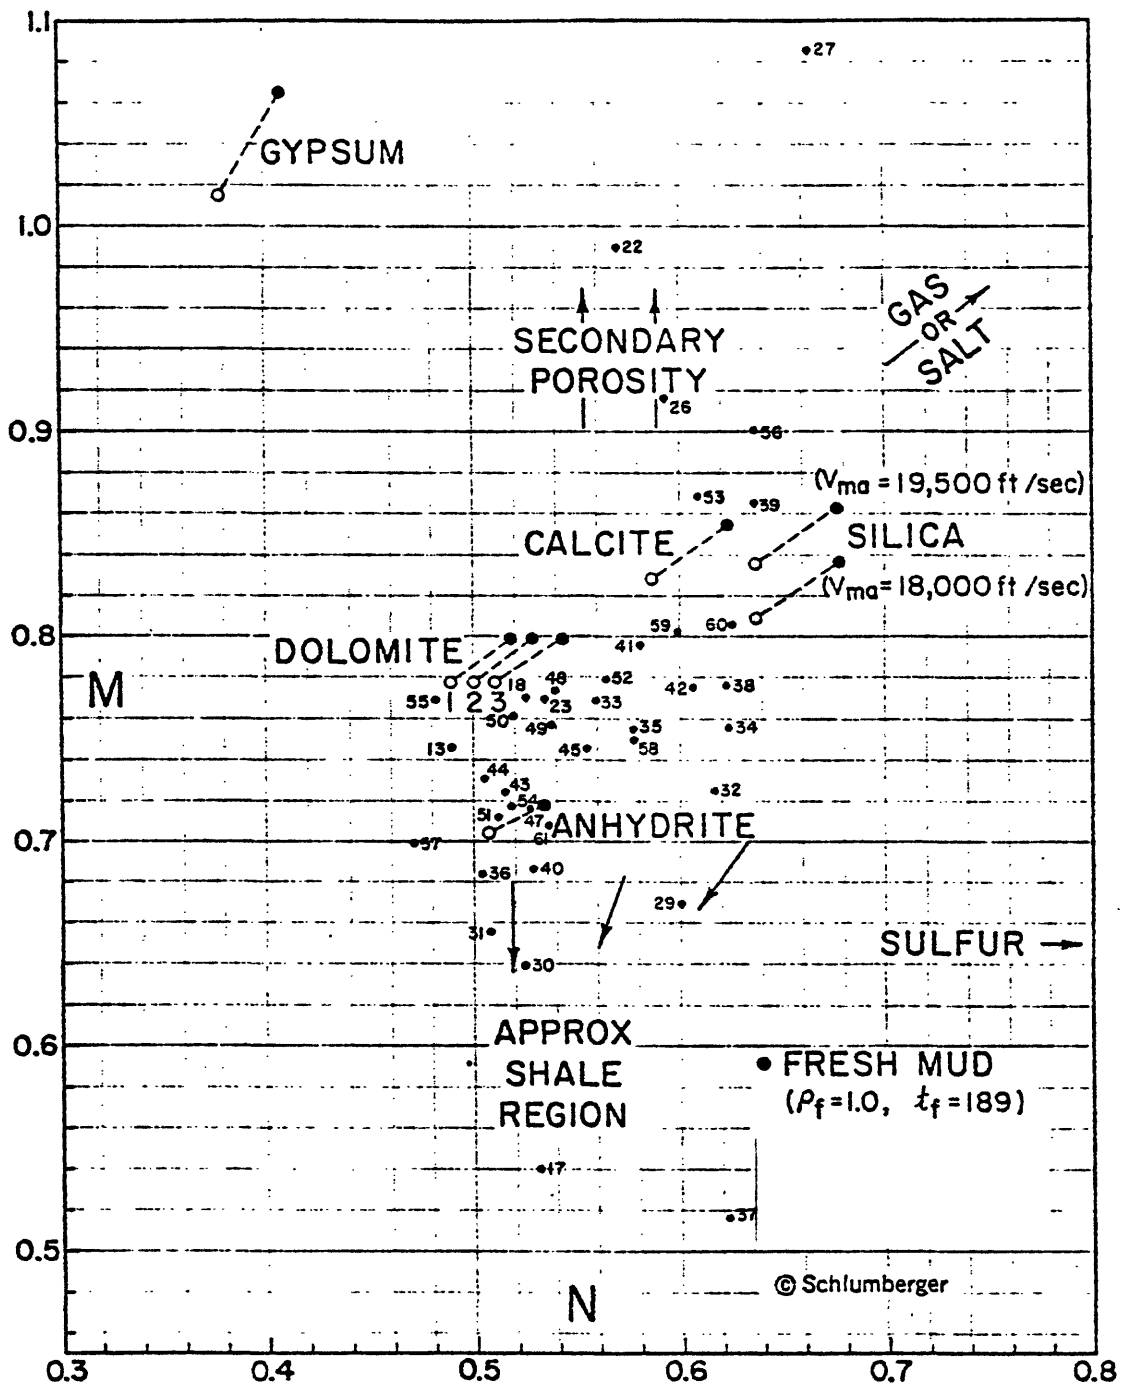 1.1
27
GYPSUM
1.0
22
GAS
OR
SALT
SECONDARY
POROSITY
26
0.9
56
(Vma = 19,500 ft /sec)
53
39
CALCITE
SILICA
(Vma = 18,000 ft /sec)
59
60
0.8
41
DOLOMITE
M
1 2 3
18
48
52
42
38
55
23
33
50
49
35
34
13
45
58
44
43
32
54
51
47
ANHYDRITE
61
0.7
57
36
40
29
31
SULFUR
30
APPROX
SHALE
REGION
0.6
FRESH MUD
(ρf=1.0, tf=189)
17
37
0.5
© Schlumberger
N
0.3
0.4
0.5
0.6
0.7
0.8